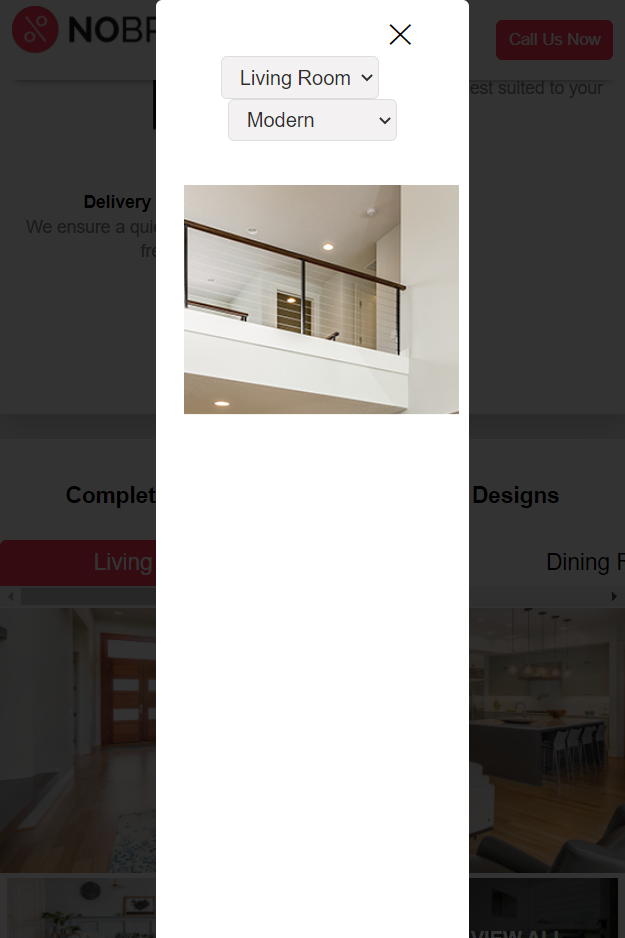 NOBR
Call Us Now
Living Room
Modern
est suited to your
Delivery
We ensure a quic
fre
Complet
Designs
Living
Dining R
VIEW ALL